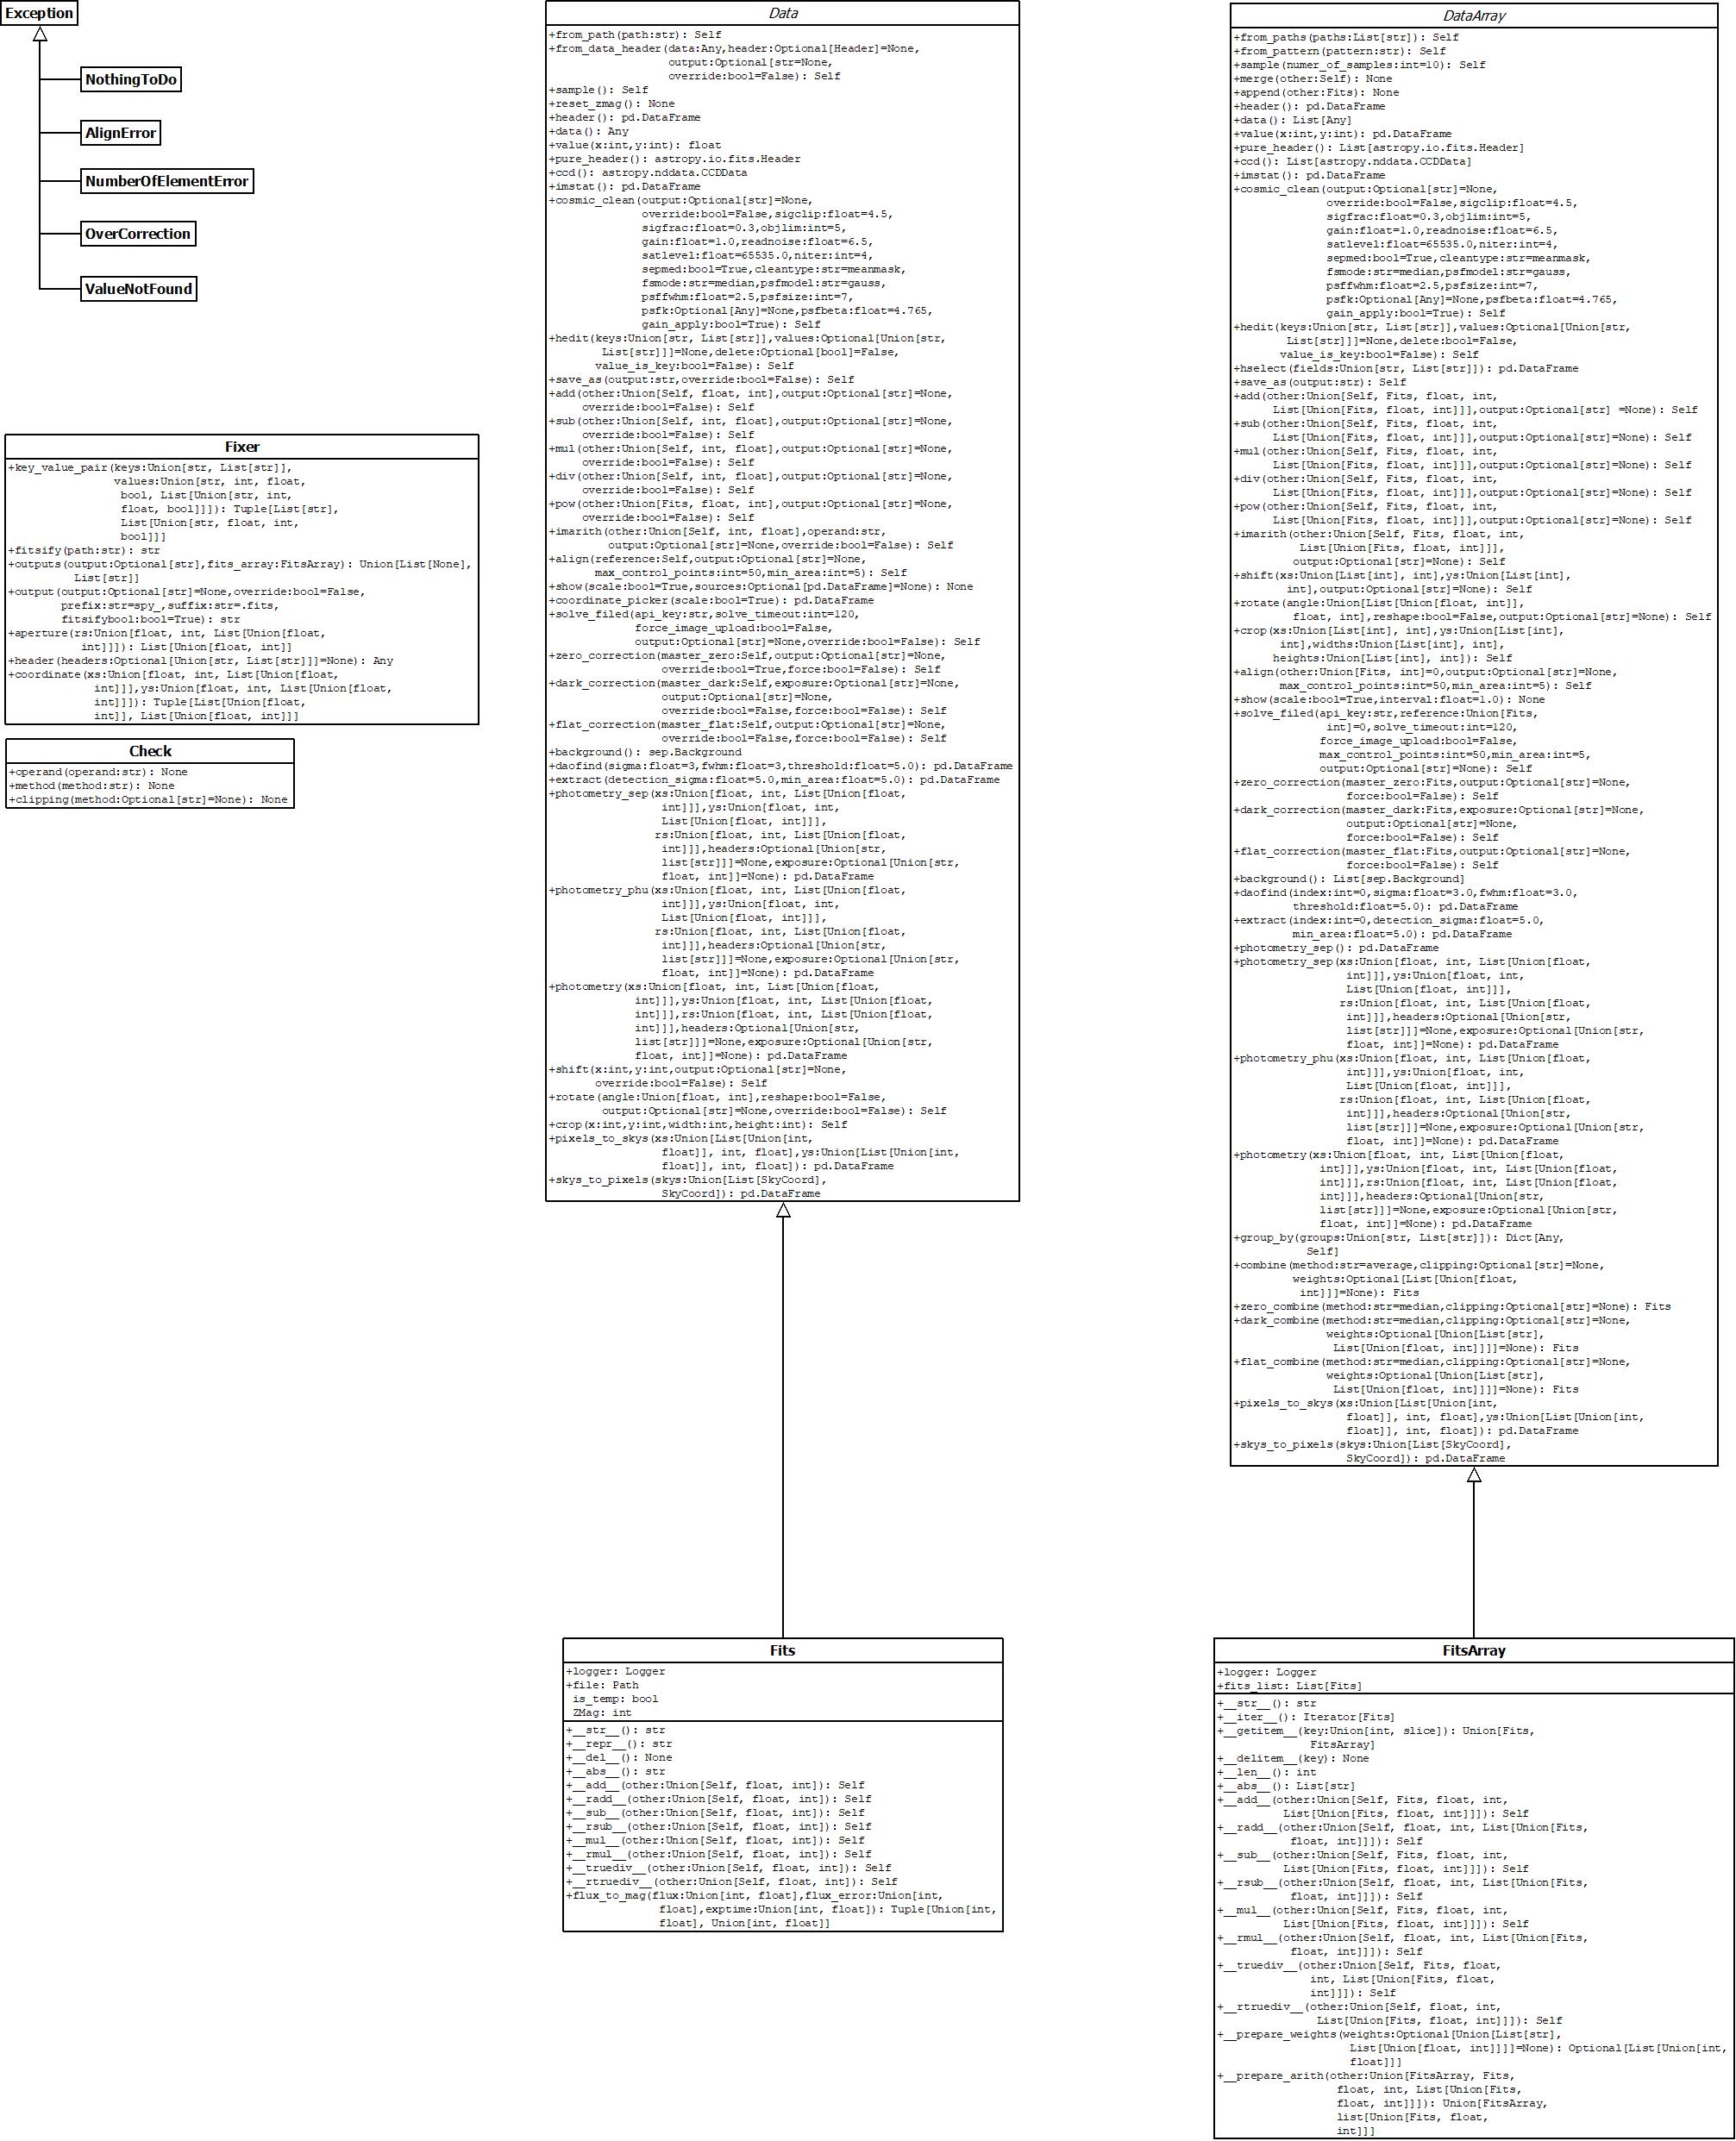 Exception
NothingToDo
AlignError
NumberOfElementError
OverCorrection
ValueNotFound
Fixer
+key_value_pair(keys:Union[str, List[str]],
values:Union[str, int, float,
bool, List[Union[str, int,
float, bool]]]): Tuple[List[str],
List[Union[str, float, int,
bool]]]
+fitsify(path:str): str
+outputs(output:Optional[str],fits_array:FitsArray): Union[List[None],
List[str]]
+output(output:Optional[str]=None,override:bool=False,
prefix:str=spy_,suffix:str=.fits,
fitsifybool:bool=True): str
+aperture(rs:Union[float, int, List[Union[float,
int]]]): List[Union[float, int]]
+header(headers:Optional[Union[str, List[str]]]=None): Any
+coordinate(xs:Union[float, int, List[Union[float,
int]]],ys:Union[float, int, List[Union[float,
int]]]): Tuple[List[Union[float,
int]], List[Union[float, int]]]
Check
+operand(operand:str): None
+method(method:str): None
+clipping(method:Optional[str]=None): None
Data
+from_path(path:str): Self
+from_data_header(data:Any,header:Optional[Header]=None,
output:Optional[str=None,
override:bool=False): Self
+sample(): Self
+reset_zmag(): None
+header(): pd.DataFrame
+data(): Any
+value(x:int,y:int): float
+pure_header(): astropy.io.fits.Header
+ccd(): astropy.nddata.CCDData
+imstat(): pd.DataFrame
+cosmic_clean(output:Optional[str]=None,
override:bool=False,sigclip:float=4.5,
sigfrac:float=0.3,objlim:int=5,
gain:float=1.0,readnoise:float=6.5,
satlevel:float=65535.0,niter:int=4,
sepmed:bool=True,cleantype:str=meanmask,
fsmode:str=median,psfmodel:str=gauss,
psffwhm:float=2.5,psfsize:int=7,
psfk:Optional[Any]=None,psfbeta:float=4.765,
gain_apply:bool=True): Self
+hedit(keys:Union[str, List[str]],values:Optional[Union[str,
List[str]]]=None,delete:Optional[bool]=False,
value_is_key:bool=False): Self
+save_as(output:str,override:bool=False): Self
+add(other:Union[Self, float, int],output:Optional[str]=None,
override:bool=False): Self
+sub(other:Union[Self, int, float],output:Optional[str]=None,
override:bool=False): Self
+mul(other:Union[Self, int, float],output:Optional[str]=None,
override:bool=False): Self
+div(other:Union[Self, int, float],output:Optional[str]=None,
override:bool=False): Self
+pow(other:Union[Fits, float, int],output:Optional[str]=None,
override:bool=False): Self
+imarith(other:Union[Self, int, float],operand:str,
output:Optional[str]=None,override:bool=False): Self
+align(reference:Self,output:Optional[str]=None,
max_control_points:int=50,min_area:int=5): Self
+show(scale:bool=True,sources:Optional[pd.DataFrame]=None): None
+coordinate_picker(scale:bool=True): pd.DataFrame
+solve_filed(api_key:str,solve_timeout:int=120,
force_image_upload:bool=False,
output:Optional[str]=None,override:bool=False): Self
+zero_correction(master_zero:Self,output:Optional[str]=None,
override:bool=True,force:bool=False): Self
+dark_correction(master_dark:Self,exposure:Optional[str]=None,
output:Optional[str]=None,
override:bool=False,force:bool=False): Self
+flat_correction(master_flat:Self,output:Optional[str]=None,
override:bool=False,force:bool=False): Self
+background(): sep.Background
+daofind(sigma:float=3,fwhm:float=3,threshold:float=5.0): pd.DataFrame
+extract(detection_sigma:float=5.0,min_area:float=5.0): pd.DataFrame
+photometry_sep(xs:Union[float, int, List[Union[float,
int]]],ys:Union[float, int,
List[Union[float, int]]],
rs:Union[float, int, List[Union[float,
int]]],headers:Optional[Union[str,
list[str]]]=None,exposure:Optional[Union[str,
float, int]]=None): pd.DataFrame
+photometry_phu(xs:Union[float, int, List[Union[float,
int]]],ys:Union[float, int,
List[Union[float, int]]],
rs:Union[float, int, List[Union[float,
int]]],headers:Optional[Union[str,
list[str]]]=None,exposure:Optional[Union[str,
float, int]]=None): pd.DataFrame
+photometry(xs:Union[float, int, List[Union[float,
int]]],ys:Union[float, int, List[Union[float,
int]]],rs:Union[float, int, List[Union[float,
int]]],headers:Optional[Union[str,
list[str]]]=None,exposure:Optional[Union[str,
float, int]]=None): pd.DataFrame
+shift(x:int,y:int,output:Optional[str]=None,
override:bool=False): Self
+rotate(angle:Union[float, int],reshape:bool=False,
output:Optional[str]=None,override:bool=False): Self
+crop(x:int,y:int,width:int,height:int): Self
+pixels_to_skys(xs:Union[List[Union[int,
float]], int, float],ys:Union[List[Union[int,
float]], int, float]): pd.DataFrame
+skys_to_pixels(skys:Union[List[SkyCoord],
SkyCoord]): pd.DataFrame
Fits
+logger: Logger
+file: Path
is_temp: bool
ZMag: int
+__str__(): str
+__repr__(): str
+__del__(): None
+__abs__(): str
+__add__(other:Union[Self, float, int]): Self
+__radd__(other:Union[Self, float, int]): Self
+__sub__(other:Union[Self, float, int]): Self
+__rsub__(other:Union[Self, float, int]): Self
+__mul__(other:Union[Self, float, int]): Self
+__rmul__(other:Union[Self, float, int]): Self
+__truediv__(other:Union[Self, float, int]): Self
+__rtruediv__(other:Union[Self, float, int]): Self
+flux_to_mag(flux:Union[int, float],flux_error:Union[int,
float],exptime:Union[int, float]): Tuple[Union[int,
float], Union[int, float]]
DataArray
+from_paths(paths:List[str]): Self
+from_pattern(pattern:str): Self
+sample(numer_of_samples:int=10): Self
+merge(other:Self): None
+append(other:Fits): None
+header(): pd.DataFrame
+data(): List[Any]
+value(x:int,y:int): pd.DataFrame
+pure_header(): List[astropy.io.fits.Header]
+ccd(): List[astropy.nddata.CCDData]
+imstat(): pd.DataFrame
+cosmic_clean(output:Optional[str]=None,
override:bool=False,sigclip:float=4.5,
sigfrac:float=0.3,objlim:int=5,
gain:float=1.0,readnoise:float=6.5,
satlevel:float=65535.0,niter:int=4,
sepmed:bool=True,cleantype:str=meanmask,
fsmode:str=median,psfmodel:str=gauss,
psffwhm:float=2.5,psfsize:int=7,
psfk:Optional[Any]=None,psfbeta:float=4.765,
gain_apply:bool=True): Self
+hedit(keys:Union[str, List[str]],values:Optional[Union[str,
List[str]]]=None,delete:bool=False,
value_is_key:bool=False): Self
+hselect(fields:Union[str, List[str]]): pd.DataFrame
+save_as(output:str): Self
+add(other:Union[Self, Fits, float, int,
List[Union[Fits, float, int]]],output:Optional[str] =None): Self
+sub(other:Union[Self, Fits, float, int,
List[Union[Fits, float, int]]],output:Optional[str]=None): Self
+mul(other:Union[Self, Fits, float, int,
List[Union[Fits, float, int]]],output:Optional[str]=None): Self
+div(other:Union[Self, Fits, float, int,
List[Union[Fits, float, int]]],output:Optional[str]=None): Self
+pow(other:Union[Self, Fits, float, int,
List[Union[Fits, float, int]]],output:Optional[str]=None): Self
+imarith(other:Union[Self, Fits, float, int,
List[Union[Fits, float, int]]],
output:Optional[str]=None): Self
+shift(xs:Union[List[int], int],ys:Union[List[int],
int],output:Optional[str]=None): Self
+rotate(angle:Union[List[Union[float, int]],
float, int],reshape:bool=False,output:Optional[str]=None): Self
+crop(xs:Union[List[int], int],ys:Union[List[int],
int],widths:Union[List[int], int],
heights:Union[List[int], int]): Self
+align(other:Union[Fits, int]=0,output:Optional[str]=None,
max_control_points:int=50,min_area:int=5): Self
+show(scale:bool=True,interval:float=1.0): None
+solve_filed(api_key:str,reference:Union[Fits,
int]=0,solve_timeout:int=120,
force_image_upload:bool=False,
max_control_points:int=50,min_area:int=5,
output:Optional[str]=None): Self
+zero_correction(master_zero:Fits,output:Optional[str]=None,
force:bool=False): Self
+dark_correction(master_dark:Fits,exposure:Optional[str]=None,
output:Optional[str]=None,
force:bool=False): Self
+flat_correction(master_flat:Fits,output:Optional[str]=None,
force:bool=False): Self
+background(): List[sep.Background]
+daofind(index:int=0,sigma:float=3.0,fwhm:float=3.0,
threshold:float=5.0): pd.DataFrame
+extract(index:int=0,detection_sigma:float=5.0,
min_area:float=5.0): pd.DataFrame
+photometry_sep(): pd.DataFrame
+photometry_sep(xs:Union[float, int, List[Union[float,
int]]],ys:Union[float, int,
List[Union[float, int]]],
rs:Union[float, int, List[Union[float,
int]]],headers:Optional[Union[str,
list[str]]]=None,exposure:Optional[Union[str,
float, int]]=None): pd.DataFrame
+photometry_phu(xs:Union[float, int, List[Union[float,
int]]],ys:Union[float, int,
List[Union[float, int]]],
rs:Union[float, int, List[Union[float,
int]]],headers:Optional[Union[str,
list[str]]]=None,exposure:Optional[Union[str,
float, int]]=None): pd.DataFrame
+photometry(xs:Union[float, int, List[Union[float,
int]]],ys:Union[float, int, List[Union[float,
int]]],rs:Union[float, int, List[Union[float,
int]]],headers:Optional[Union[str,
list[str]]]=None,exposure:Optional[Union[str,
float, int]]=None): pd.DataFrame
+group_by(groups:Union[str, List[str]]): Dict[Any,
Self]
+combine(method:str=average,clipping:Optional[str]=None,
weights:Optional[List[Union[float,
int]]]=None): Fits
+zero_combine(method:str=median,clipping:Optional[str]=None): Fits
+dark_combine(method:str=median,clipping:Optional[str]=None,
weights:Optional[Union[List[str],
List[Union[float, int]]]]=None): Fits
+flat_combine(method:str=median,clipping:Optional[str]=None,
weights:Optional[Union[List[str],
List[Union[float, int]]]]=None): Fits
+pixels_to_skys(xs:Union[List[Union[int,
float]], int, float],ys:Union[List[Union[int,
float]], int, float]): pd.DataFrame
+skys_to_pixels(skys:Union[List[SkyCoord],
SkyCoord]): pd.DataFrame
FitsArray
+logger: Logger
+fits_list: List[Fits]
+__str__(): str
+__iter__(): Iterator[Fits]
+__getitem__(key:Union[int, slice]): Union[Fits,
FitsArray]
+__delitem__(key): None
+__len__(): int
+__abs__(): List[str]
+__add__(other:Union[Self, Fits, float, int,
List[Union[Fits, float, int]]]): Self
+__radd__(other:Union[Self, float, int, List[Union[Fits,
float, int]]]): Self
+__sub__(other:Union[Self, Fits, float, int,
List[Union[Fits, float, int]]]): Self
+__rsub__(other:Union[Self, float, int, List[Union[Fits,
float, int]]]): Self
+__mul__(other:Union[Self, Fits, float, int,
List[Union[Fits, float, int]]]): Self
+__rmul__(other:Union[Self, float, int, List[Union[Fits,
float, int]]]): Self
+__truediv__(other:Union[Self, Fits, float,
int, List[Union[Fits, float,
int]]]): Self
+__rtruediv__(other:Union[Self, float, int,
List[Union[Fits, float, int]]]): Self
+__prepare_weights(weights:Optional[Union[List[str],
List[Union[float, int]]]]=None): Optional[List[Union[int,
float]]]
+__prepare_arith(other:Union[FitsArray, Fits,
float, int, List[Union[Fits,
float, int]]]): Union[FitsArray,
list[Union[Fits, float,
int]]]